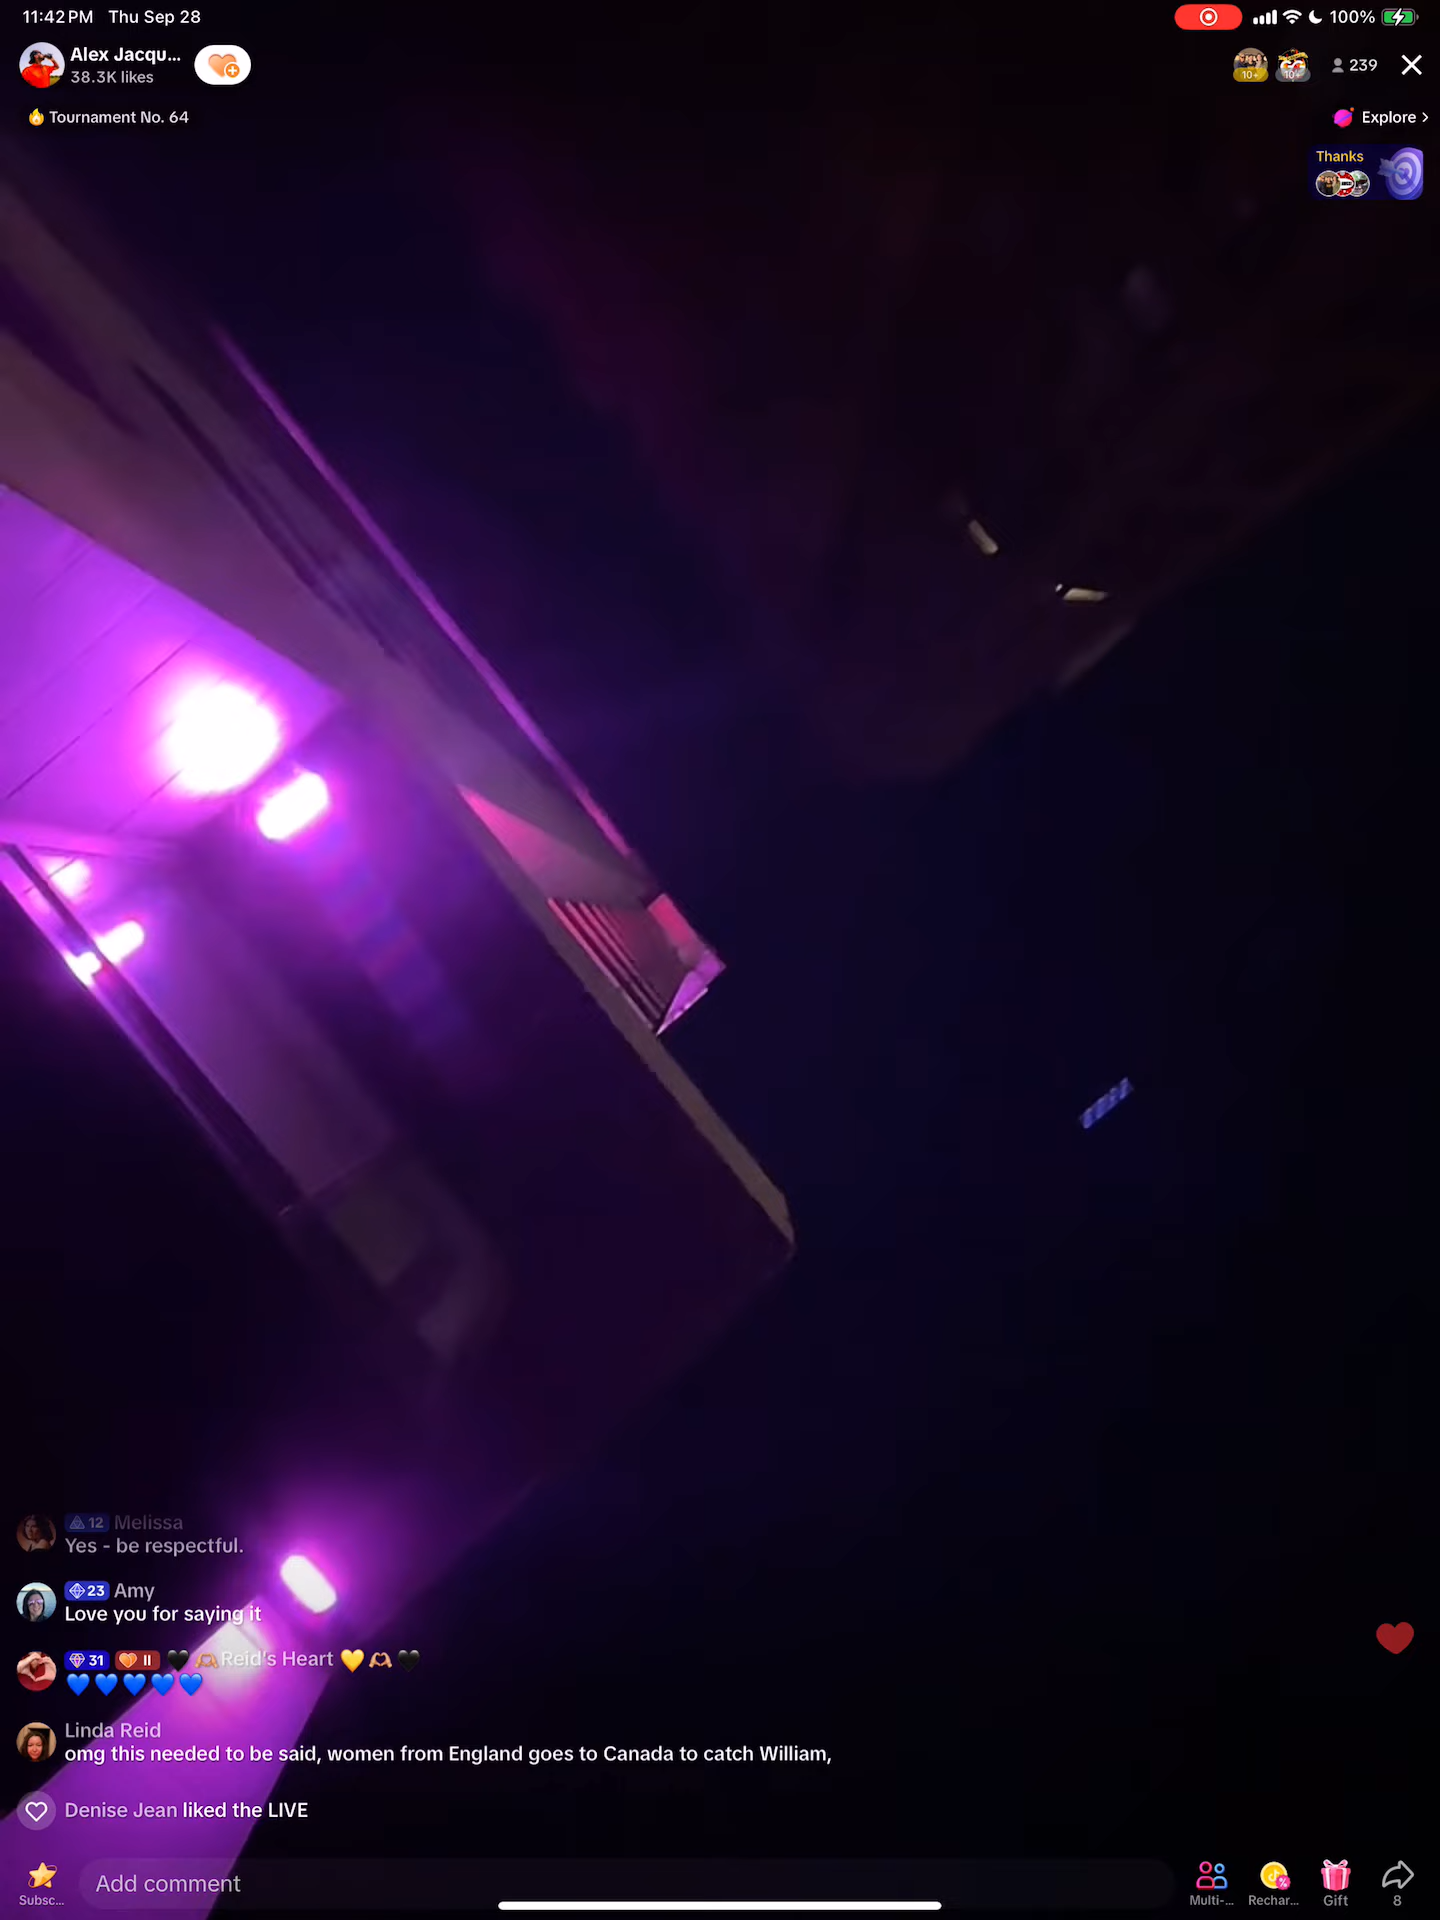 11:42 PM Thu Sep 28
100%
Alex Jacqu...
38.3K likes
10+
10+
239
Tournament No. 64
Explore >
Thanks
12 Melissa
Yes - be respectful.
23 Amy
Love you for saying it
31 II 🖤 🫶 Reid's Heart 💛 🫶 🖤
💙 💙 💙 💙 💙
Linda Reid
omg this needed to be said, women from England goes to Canada to catch William,
Denise Jean liked the LIVE
Subsc...
Add comment
Multi-...
Rechar...
Gift
8